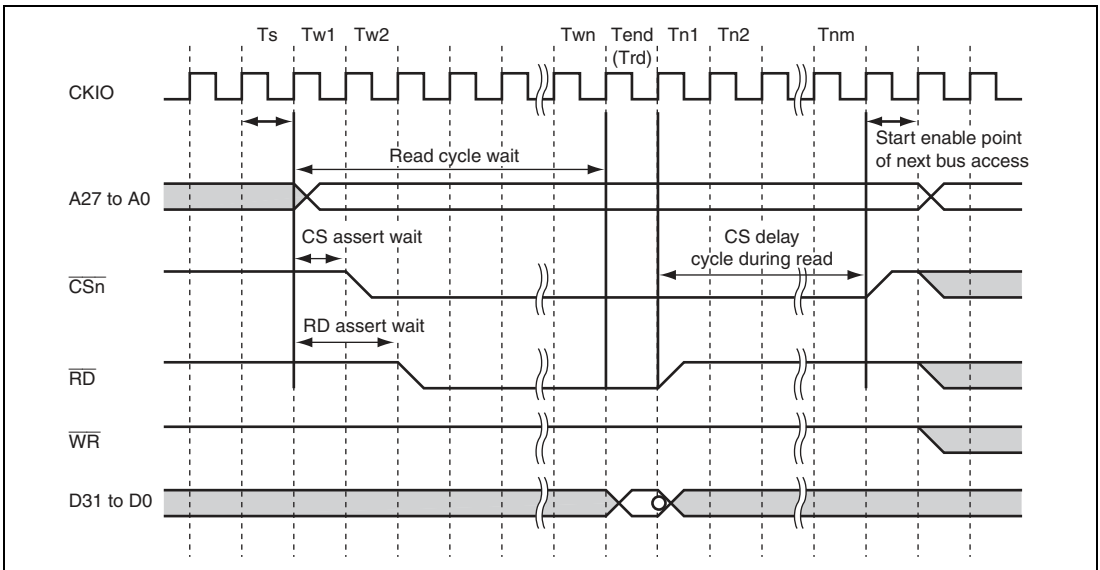 Ts Tw1 Tw2 Twn Tend Tn1 Tn2 Tnm
(Trd)
CKIO
Start enable point
of next bus access
Read cycle wait
A27 to A0
CS assert wait
CS delay
cycle during read
CSn
RD assert wait
RD
WR
D31 to D0